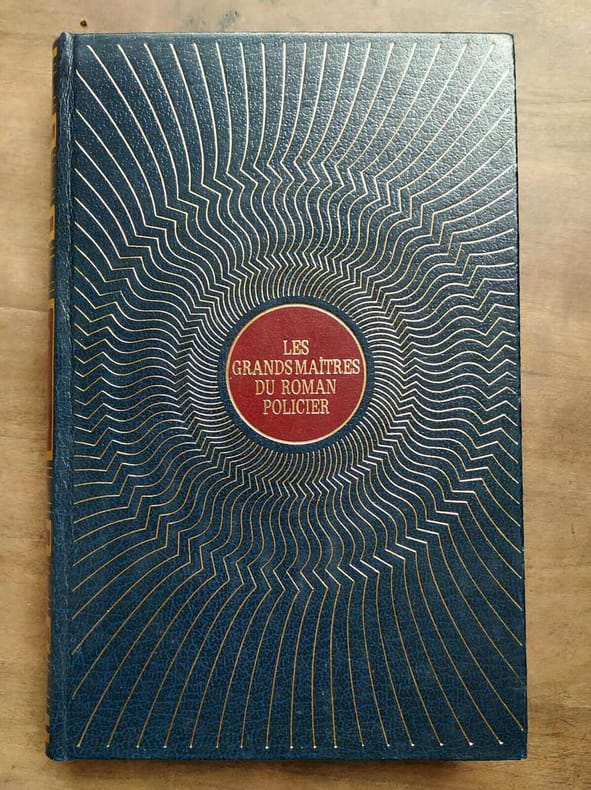 LES
GRANDS MAÎTRES
DU ROMAN
POLICIER